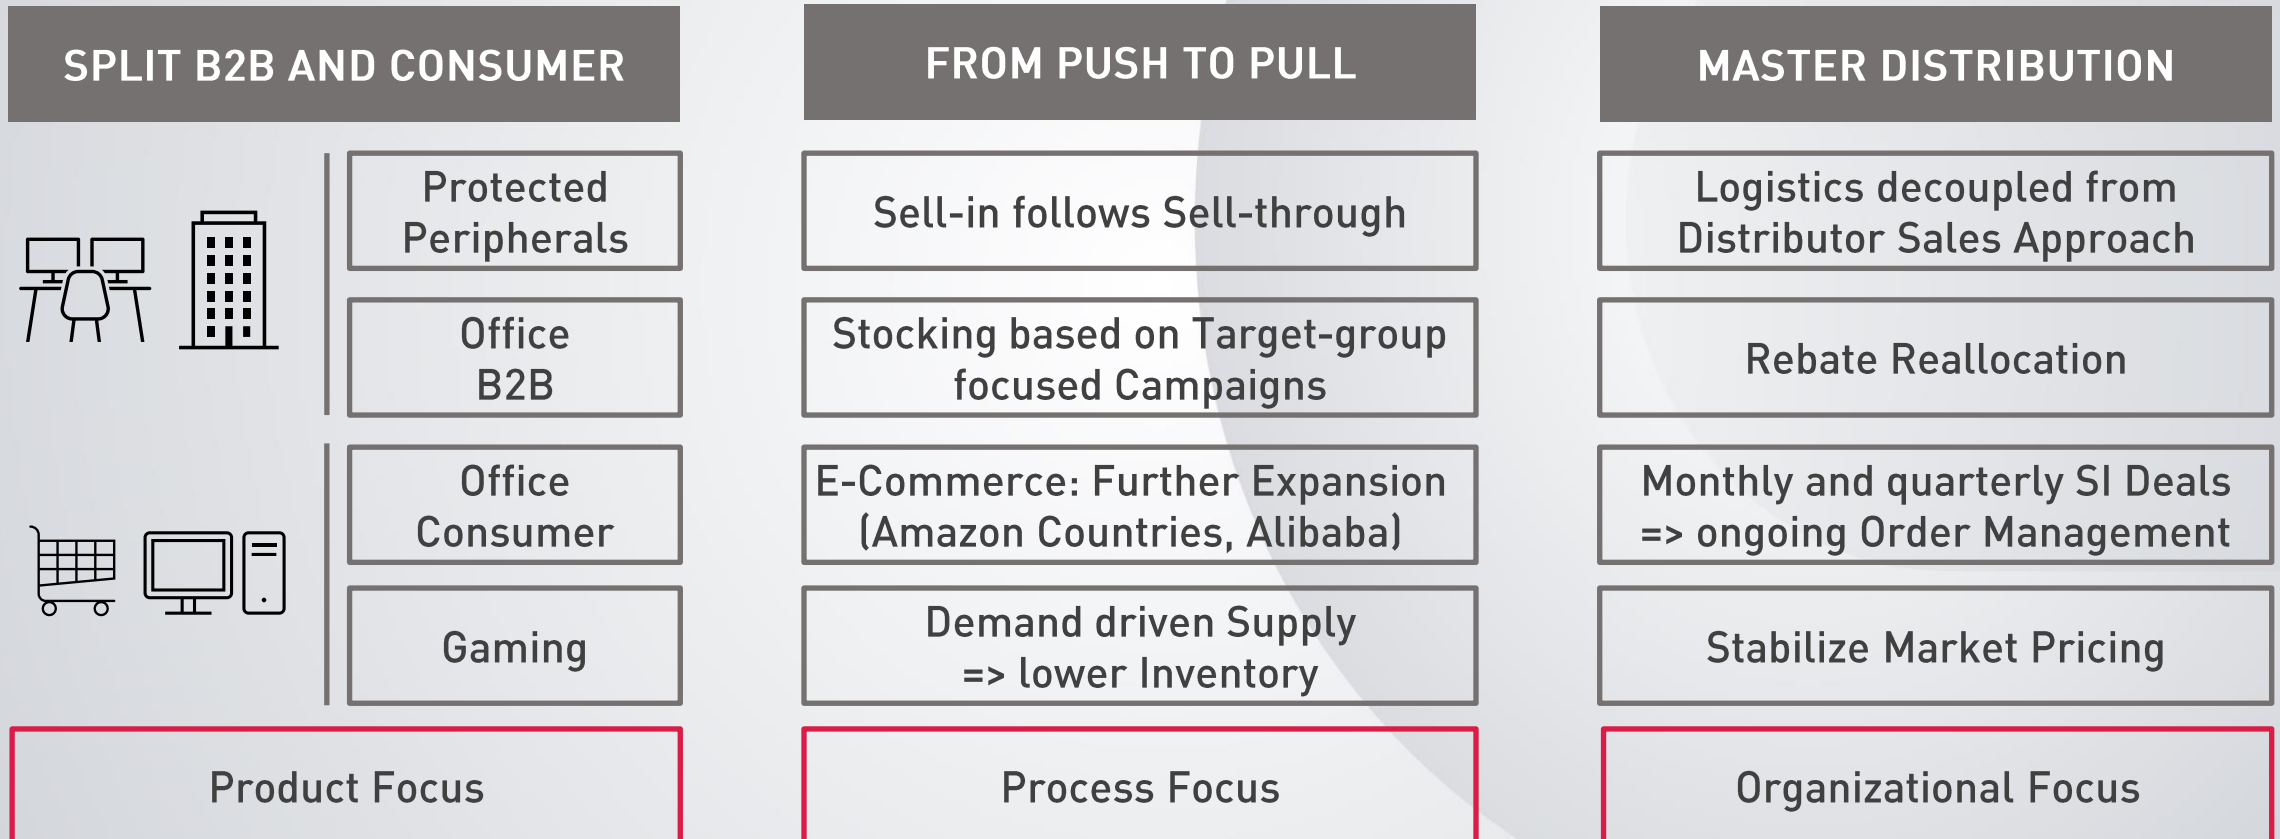 SPLIT B2B AND CONSUMER
Protected
Peripherals
Office
B2B
Office
Consumer
Gaming
Product Focus
FROM PUSH TO PULL
Sell-in follows Sell-through
Stocking based on Target-group
focused Campaigns
E-Commerce: Further Expansion
(Amazon Countries, Alibaba)
Demand driven Supply
=> lower Inventory
Process Focus
MASTER DISTRIBUTION
Logistics decoupled from
Distributor Sales Approach
Rebate Reallocation
Monthly and quarterly SI Deals
=> ongoing Order Management
Stabilize Market Pricing
Organizational Focus